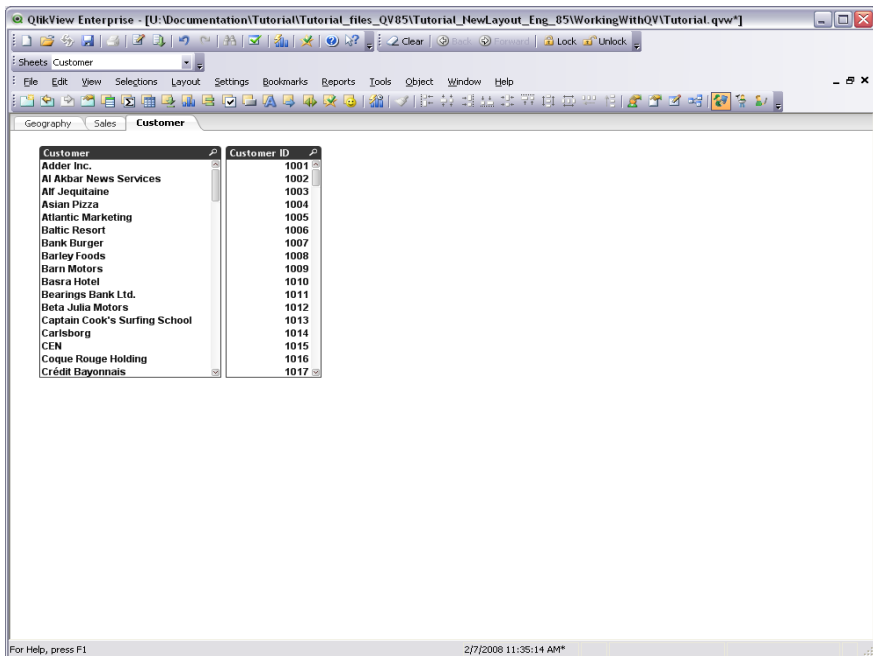 QlikView Enterprise - [U:\Documentation\Tutorial\Tutorial_files_QV85\Tutorial_NewLayout_Eng_85\WorkingWithQV\Tutorial.qvw*]
Clear Back Forward Lock Unlock
Sheets Customer
File Edit View Selections Layout Settings Bookmarks Reports Tools Object Window Help
Geography Sales Customer
Customer Customer ID
Adder Inc. 1001
Al Akbar News Services 1002
Alf Jequitaine 1003
Asian Pizza 1004
Atlantic Marketing 1005
Baltic Resort 1006
Bank Burger 1007
Barley Foods 1008
Barn Motors 1009
Basra Hotel 1010
Bearings Bank Ltd. 1011
Beta Julia Motors 1012
Captain Cook's Surfing School 1013
Carlsborg 1014
CEN 1015
Coque Rouge Holding 1016
Crédit Bayonnais 1017
For Help, press F1 2/7/2008 11:35:14 AM*